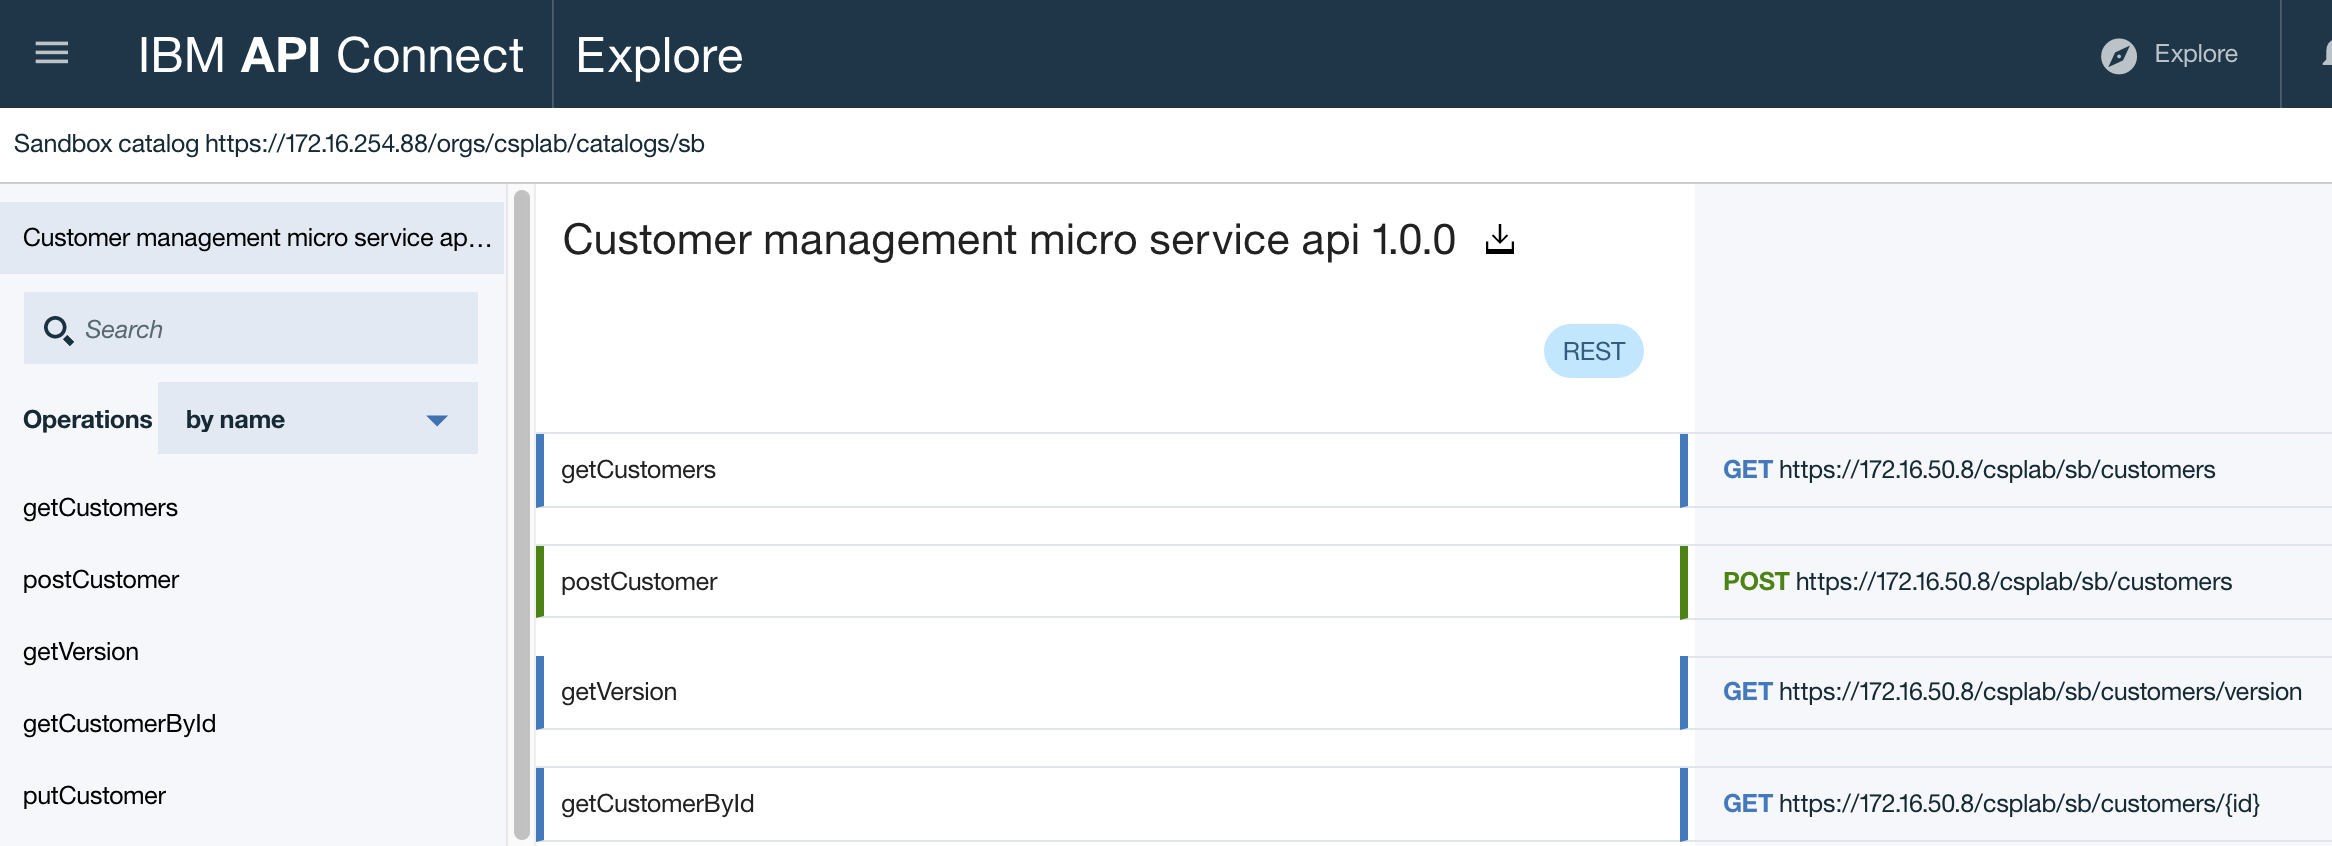 IBM API Connect
Explore
Explore
Sandbox catalog https://172.16.254.88/orgs/csplab/catalogs/sb
Customer management micro service ap...
Search
Operations by name
getCustomers
postCustomer
getVersion
getCustomerById
putCustomer
Customer management micro service api 1.0.0
REST
getCustomers
GET https://172.16.50.8/csplab/sb/customers
postCustomer
POST https://172.16.50.8/csplab/sb/customers
getVersion
GET https://172.16.50.8/csplab/sb/customers/version
getCustomerById
GET https://172.16.50.8/csplab/sb/customers/{id}